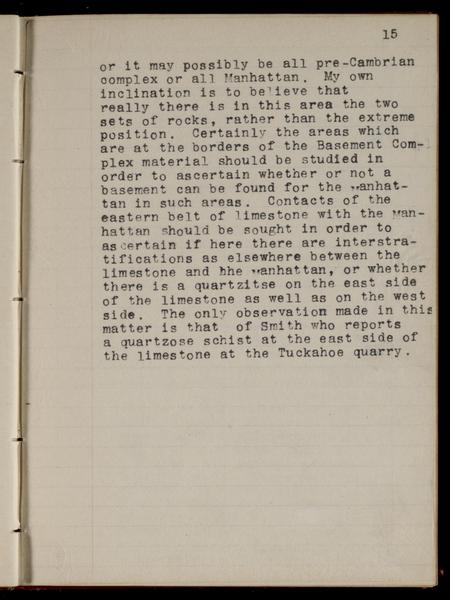 15
or it may possibly be all pre-Cambrian
complex or all Manhattan. My own
inclination is to believe that
really there is in this area the two
sets of rocks, rather than the extreme
position. Certainly the areas which
are at the borders of the Basement Com-
plex material should be studied in
order to ascertain whether or not a
basement can be found for the Manhat-
tan in such areas. Contacts of the
eastern belt of limestone with the Man-
hattan should be sought in order to
ascertain if here there are interstra-
tifications as elsewhere between the
limestone and hhe Manhattan, or whether
there is a quartzitse on the east side
of the limestone as well as on the west
side. The only observation made in this
matter is that of Smith who reports
a quartzose schist at the east side of
the limestone at the Tuckahoe quarry.